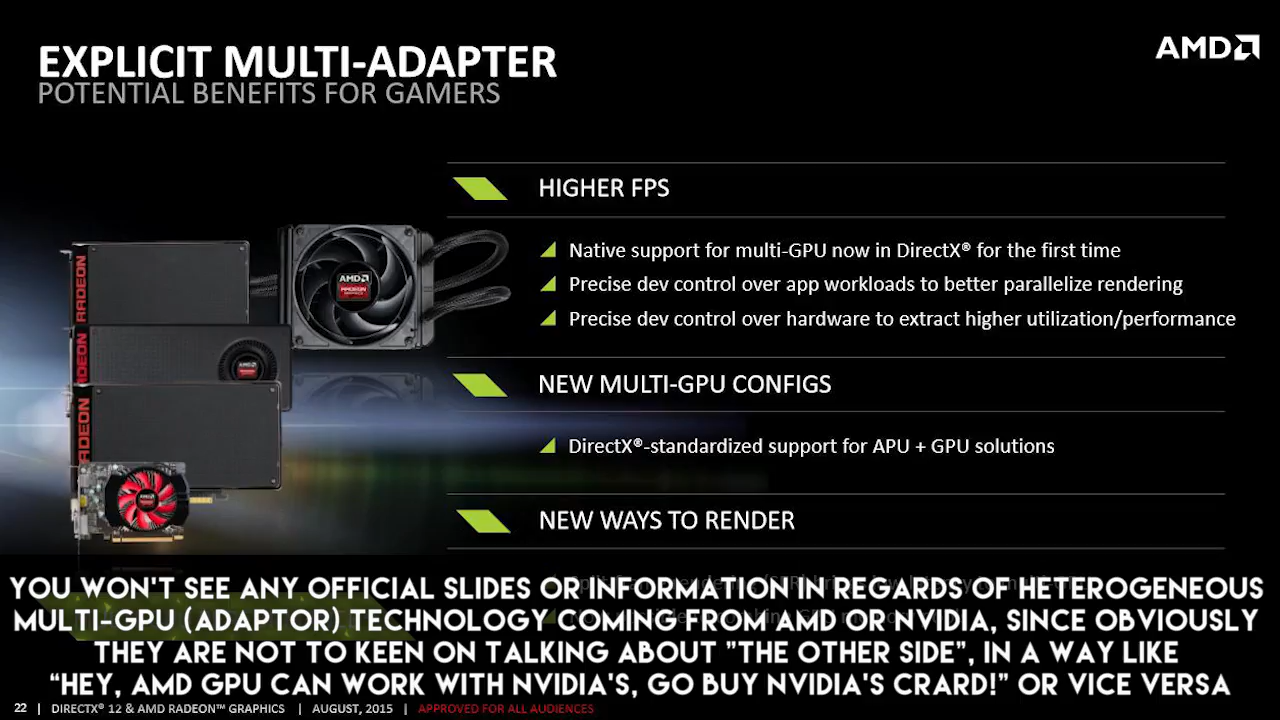 EXPLICIT MULTI-ADAPTER
AMD
POTENTIAL BENEFITS FOR GAMERS
HIGHER FPS
Native support for multi-GPU now in DirectX® for the first time
Precise dev control over app workloads to better parallelize rendering
Precise dev control over hardware to extract higher utilization/performance
NEW MULTI-GPU CONFIGS
DirectX®-standardized support for APU + GPU solutions
NEW WAYS TO RENDER
RADEON
AMD
RADEON
YOU WON'T SEE ANY OFFICIAL SLIDES OR INFORMATION IN REGARDS OF HETEROGENEOUS
MULTI-GPU (ADAPTOR) TECHNOLOGY COMING FROM AMD OR NVIDIA, SINCE OBVIOUSLY
THEY ARE NOT TO KEEN ON TALKING ABOUT "THE OTHER SIDE”, IN A WAY LIKE
“HEY, AMD GPU CAN WORK WITH NVIDIA'S, GO BUY NVIDIA'S CRARD!” OR VICE VERSA
22 | DIRECTX® 12 & AMD RADEON™ GRAPHICS | AUGUST, 2015 | APPROVED FOR ALL AUDIENCES